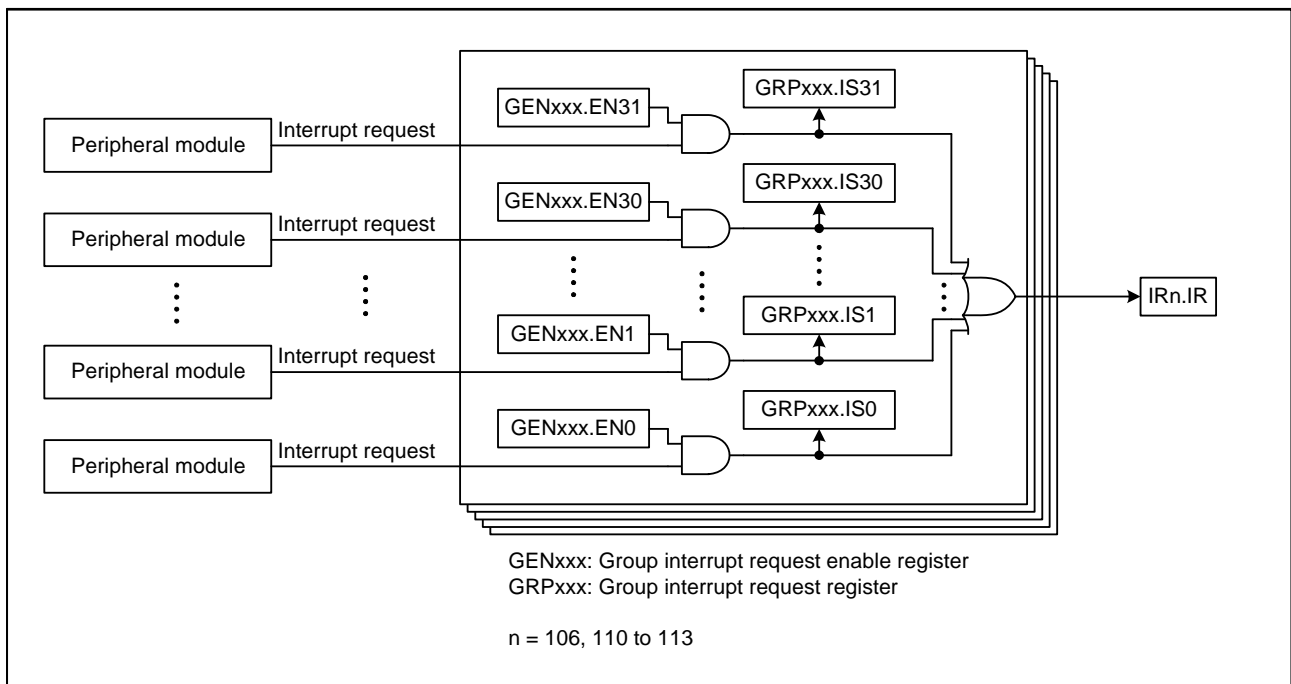 GRPxxx.IS31
GENxxx.EN31
Peripheral module
Interrupt request
GRPxxx.IS30
GENxxx.EN30
Peripheral module
Interrupt request
IRn.IR
GRPxxx.IS1
GENxxx.EN1
Peripheral module
Interrupt request
GRPxxx.IS0
GENxxx.EN0
Peripheral module
Interrupt request
GENxxx: Group interrupt request enable register
GRPxxx: Group interrupt request register
n = 106, 110 to 113